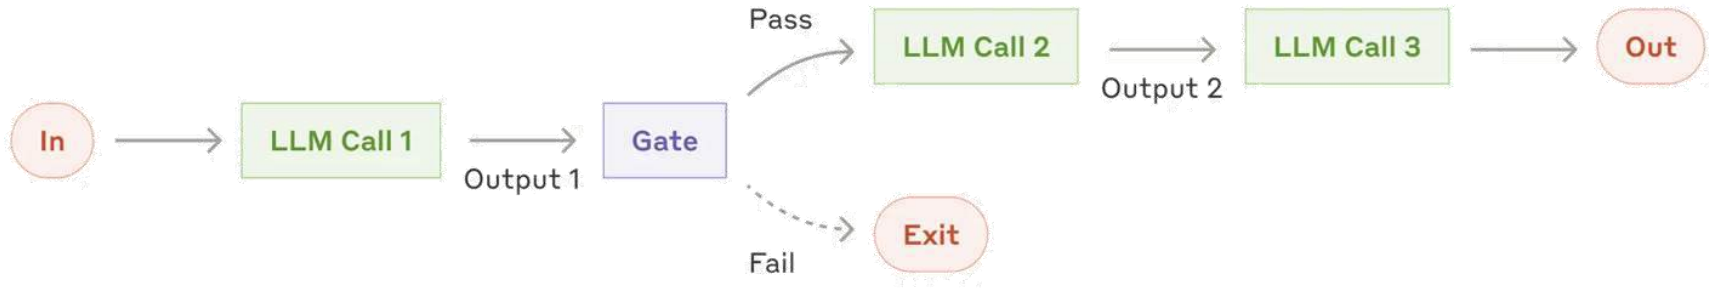 In
LLM Call 1
Output 1
Gate
Pass
LLM Call 2
Output 2
LLM Call 3
Out
Fail
Exit